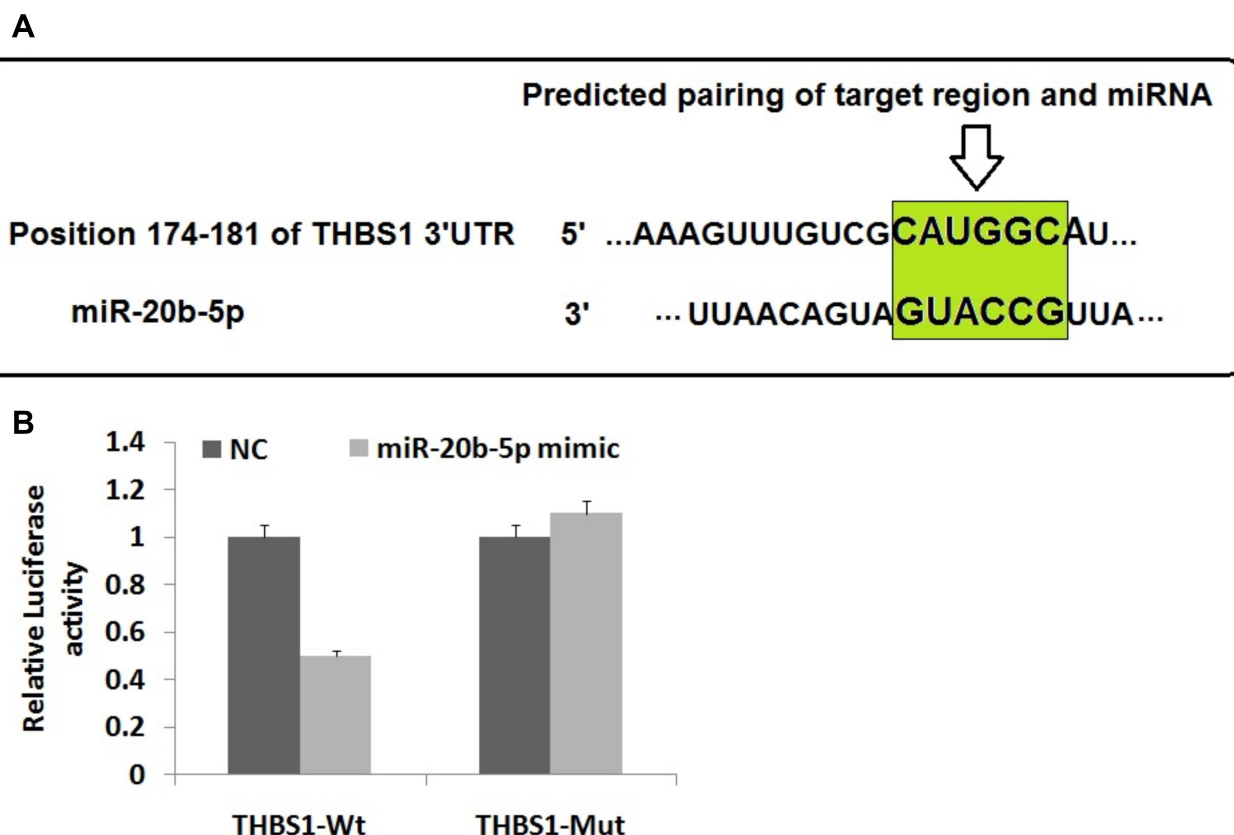 A
Predicted pairing of target region and miRNA
Position 174-181 of THBS1 3'UTR 5' ...AAAGUUUGUCGCAUGGCAU...
miR-20b-5p 3' ...UUAACAGUAGUACCGUUA...
B
NC miR-20b-5p mimic
Relative Luciferase
activity
1.4
1.2
1
0.8
0.6
0.4
0.2
0
THBS1-Wt THBS1-Mut